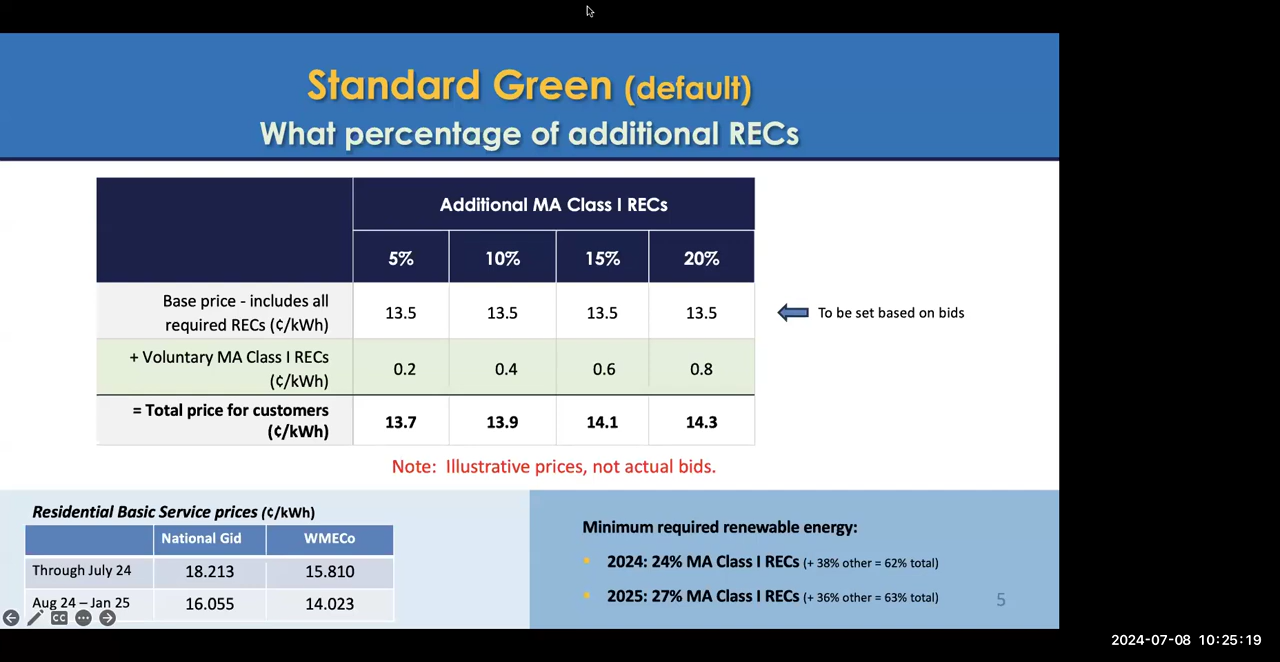 Standard Green (default)
What percentage of additional RECs
Additional MA Class I RECs
5% 10% 15% 20%
Base price - includes all
required RECs (¢/kWh) 13.5 13.5 13.5 13.5
To be set based on bids
+ Voluntary MA Class I RECs
(¢/kWh) 0.2 0.4 0.6 0.8
= Total price for customers
(¢/kWh) 13.7 13.9 14.1 14.3
Note: Illustrative prices, not actual bids.
Residential Basic Service prices (¢/kWh)
National Gid WMECo
Through July 24 18.213 15.810
Aug 24 – Jan 25 16.055 14.023
CC
Minimum required renewable energy:
• 2024: 24% MA Class I RECs (+ 38% other = 62% total)
• 2025: 27% MA Class I RECs (+ 36% other = 63% total)
5
2024-07-08 10:25:19